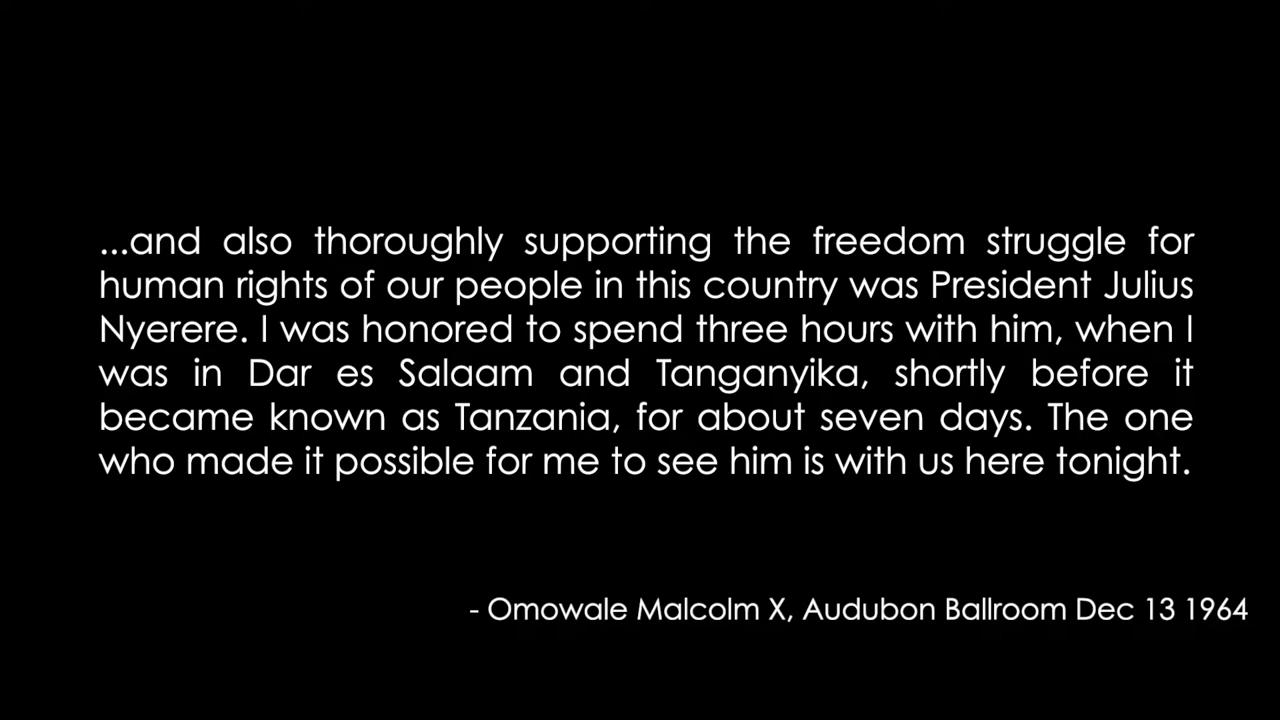 ...and also thoroughly supporting the freedom struggle for
human rights of our people in this country was President Julius
Nyerere. I was honored to spend three hours with him, when I
was in Dar es Salaam and Tanganyika, shortly before it
became known as Tanzania, for about seven days. The one
who made it possible for me to see him is with us here tonight.
- Omowale Malcolm X, Audubon Ballroom Dec 13 1964